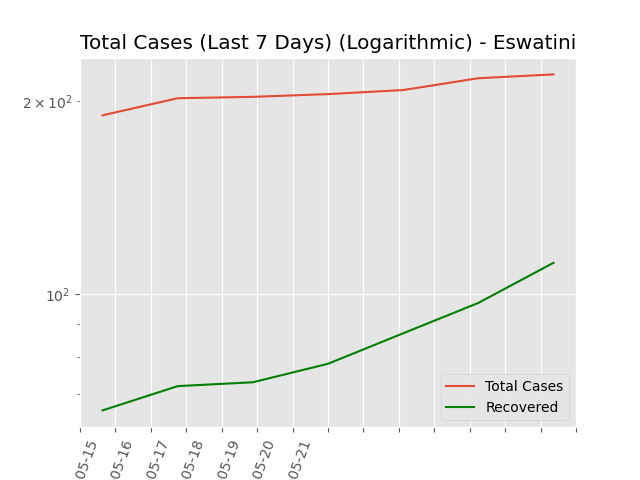 Total Cases (Last 7 Days) (Logarithmic) - Eswatini
2 × 10²
10²
Total Cases
Recovered
05-15
05-16
05-17
05-18
05-19
05-20
05-21